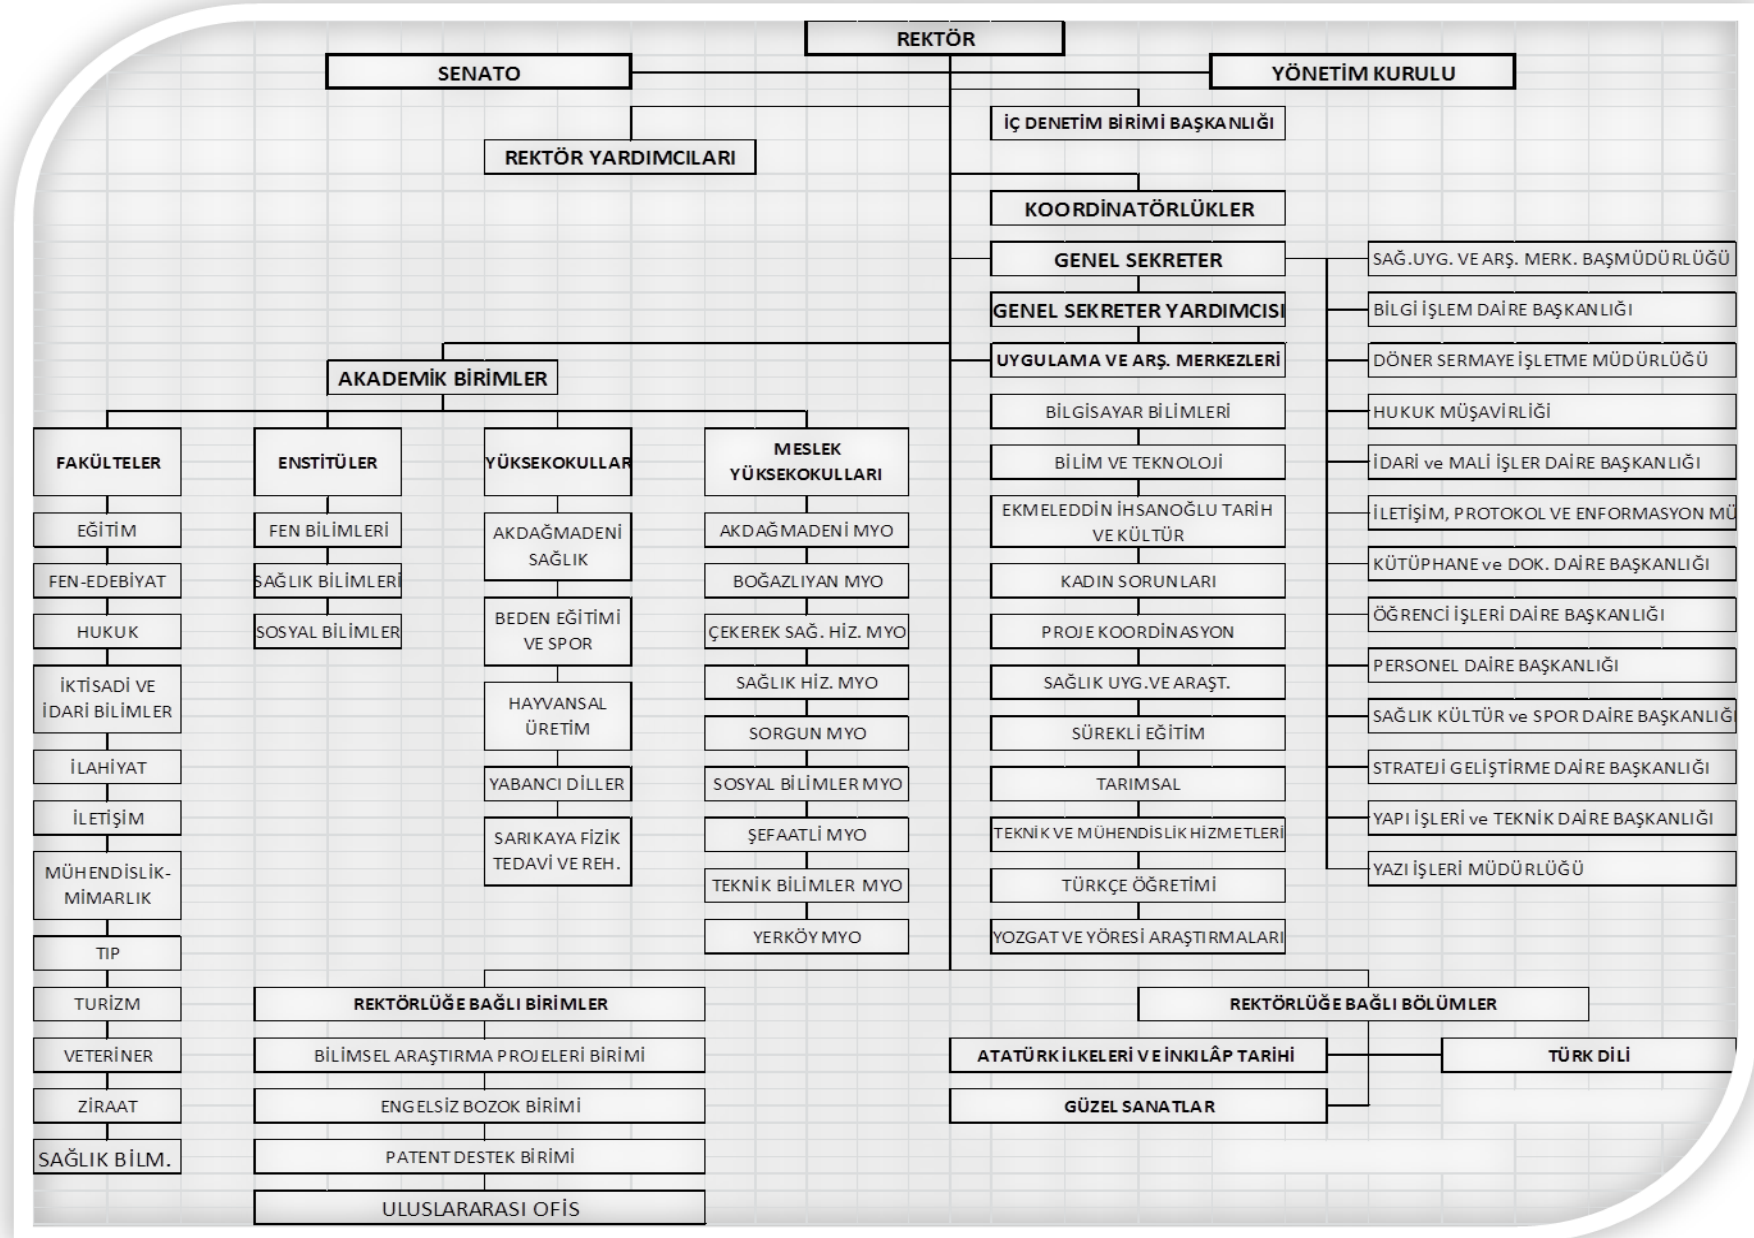 REKTÖR
SENATO
YÖNETİM KURULU
İÇ DENETİM BİRİMİ BAŞKANLIĞI
REKTÖR YARDIMCILARI
KOORDİNATÖRLÜKLER
GENEL SEKRETER
GENEL SEKRETER YARDIMCISI
UYGULAMA VE ARŞ. MERKEZLERİ
BİLGİSAYAR BİLİMLERİ
BİLİM VE TEKNOLOJİ
EKMELEDDİN İHSANOĞLU TARİH
VE KÜLTÜR
KADIN SORUNLARI
PROJE KOORDİNASYON
SAĞLIK UYG.VE ARAŞT.
SÜREKLİ EĞİTİM
TARIMSAL
TEKNİK VE MÜHENDİSLİK HİZMETLERİ
TÜRKÇE ÖĞRETİMİ
YOZGAT VE YÖRESİ ARAŞTIRMALARI
SAĞ.UYG. VE ARŞ. MERK. BAŞMÜDÜRLÜĞÜ
BİLGİ İŞLEM DAİRE BAŞKANLIĞI
DÖNER SERMAYE İŞLETME MÜDÜRLÜĞÜ
HUKUK MÜŞAVİRLİĞİ
İDARİ ve MALİ İŞLER DAİRE BAŞKANLIĞI
İLETİŞİM, PROTOKOL VE ENFORMASYON MÜ
KÜTÜPHANE ve DOK. DAİRE BAŞKANLIĞI
ÖĞRENCİ İŞLERİ DAİRE BAŞKANLIĞI
PERSONEL DAİRE BAŞKANLIĞI
SAĞLIK KÜLTÜR ve SPOR DAİRE BAŞKANLIĞI
STRATEJİ GELİŞTİRME DAİRE BAŞKANLIĞI
YAPI İŞLERİ ve TEKNİK DAİRE BAŞKANLIĞI
YAZI İŞLERİ MÜDÜRLÜĞÜ
AKADEMİK BİRİMLER
FAKÜLTELER
EĞİTİM
FEN-EDEBİYAT
HUKUK
İKTİSADİ VE
İDARİ BİLİMLER
İLAHİYAT
İLETİŞİM
MÜHENDİSLİK-
MİMARLIK
TIP
TURİZM
VETERİNER
ZİRAAT
SAĞLIK BİLM.
ENSTİTÜLER
FEN BİLİMLERİ
SAĞLIK BİLİMLERİ
SOSYAL BİLİMLER
YÜKSEKOKULLAR
AKDAĞMADENİ
SAĞLIK
BEDEN EĞİTİMİ
VE SPOR
HAYVANSAL
ÜRETİM
YABANCI DİLLER
SARIKAYA FİZİK
TEDAVİ VE REH.
MESLEK
YÜKSEKOKULLARI
AKDAĞMADENİ MYO
BOĞAZLIYAN MYO
ÇEKEREK SAĞ. HİZ. MYO
SAĞLIK HİZ. MYO
SORGUN MYO
SOSYAL BİLİMLER MYO
ŞEFAATLİ MYO
TEKNİK BİLİMLER MYO
YERKÖY MYO
REKTÖRLÜĞE BAĞLI BİRİMLER
BİLİMSEL ARAŞTIRMA PROJELERİ BİRİMİ
ENGELSİZ BOZOK BİRİMİ
PATENT DESTEK BİRİMİ
ULUSLARARASI OFİS
REKTÖRLÜĞE BAĞLI BÖLÜMLER
ATATÜRK İLKELERİ VE İNKILÂP TARİHİ
TÜRK DİLİ
GÜZEL SANATLAR